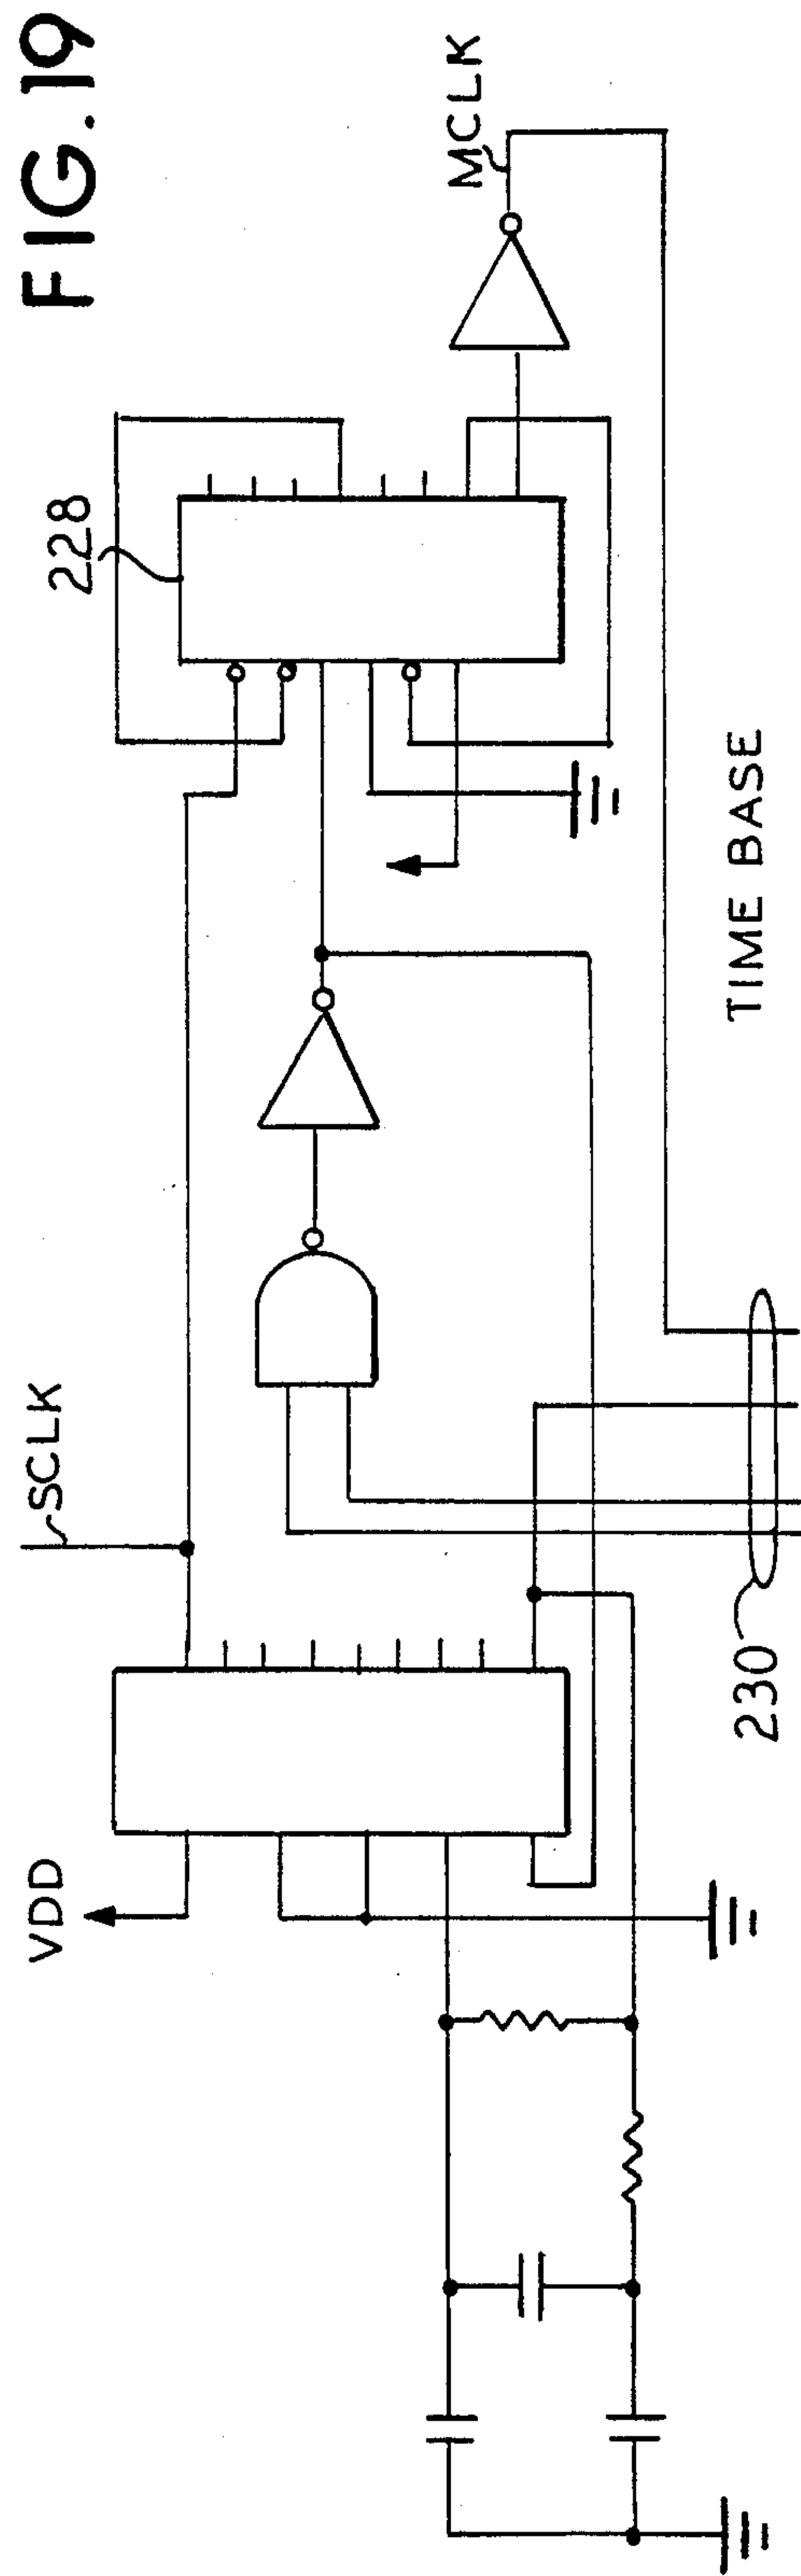 FIG.19
MCLK
228
SCLK
VDD
TIME BASE
230